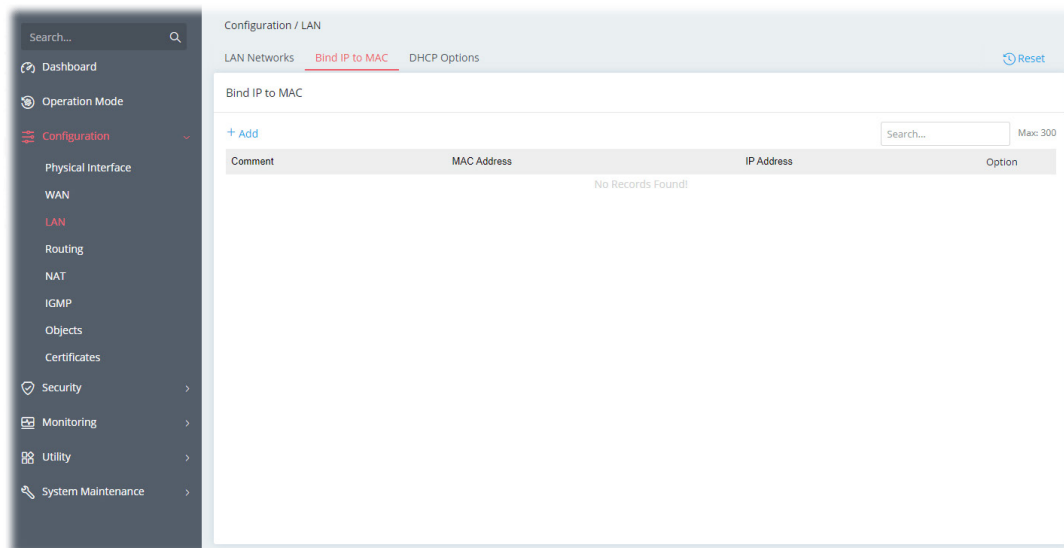 Search...
Dashboard
Operation Mode
Configuration
Physical Interface
WAN
LAN
Routing
NAT
IGMP
Objects
Certificates
Security
Monitoring
Utility
System Maintenance
Configuration / LAN
LAN Networks Bind IP to MAC DHCP Options Reset
Bind IP to MAC
+ Add Search... Max: 300
Comment MAC Address IP Address Option
No Records Found!